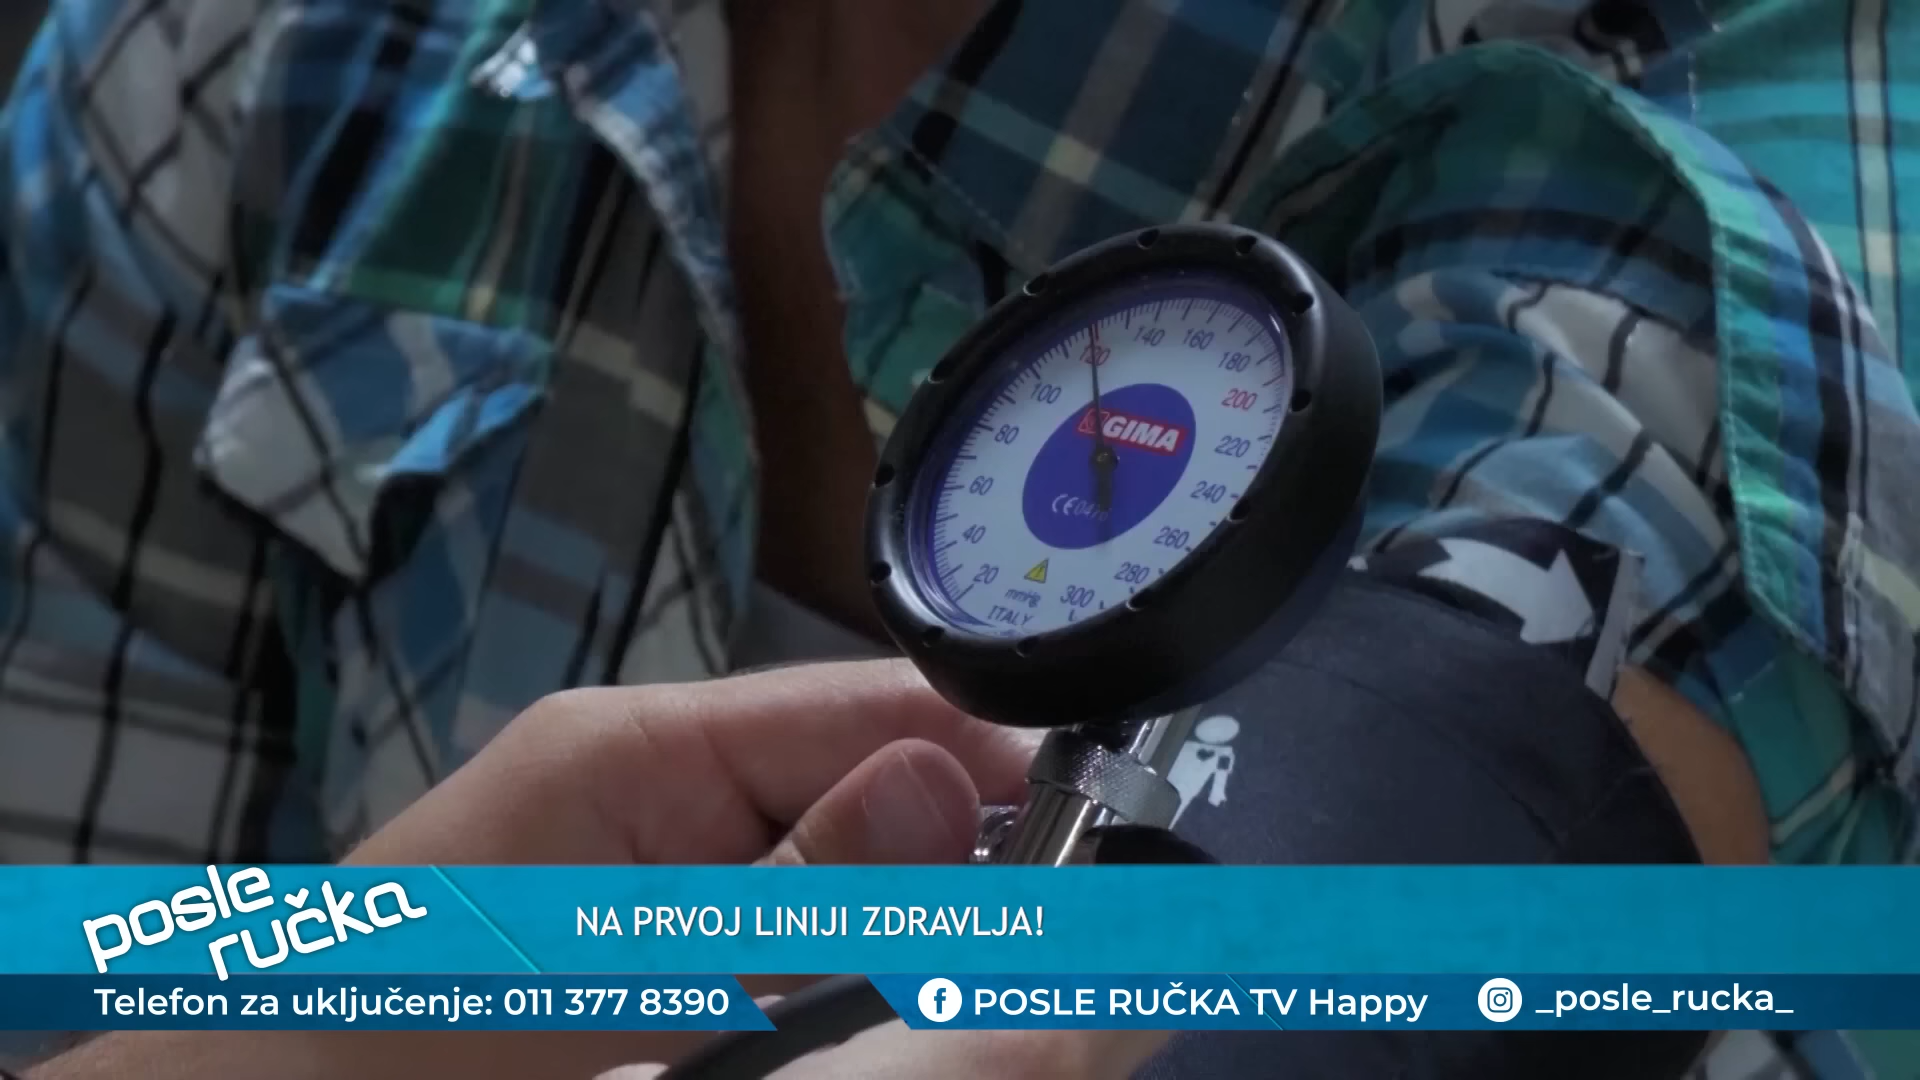 140
160
120
180
100
200
80
220
60
240
40
260
20
280
300
GIMA
CE
mmHg
ITALY
posle
ručka
NA PRVOJ LINIJI ZDRAVLJA!
Telefon za uključenje: 011 377 8390
POSLE RUČKA TV Happy
_posle_rucka_